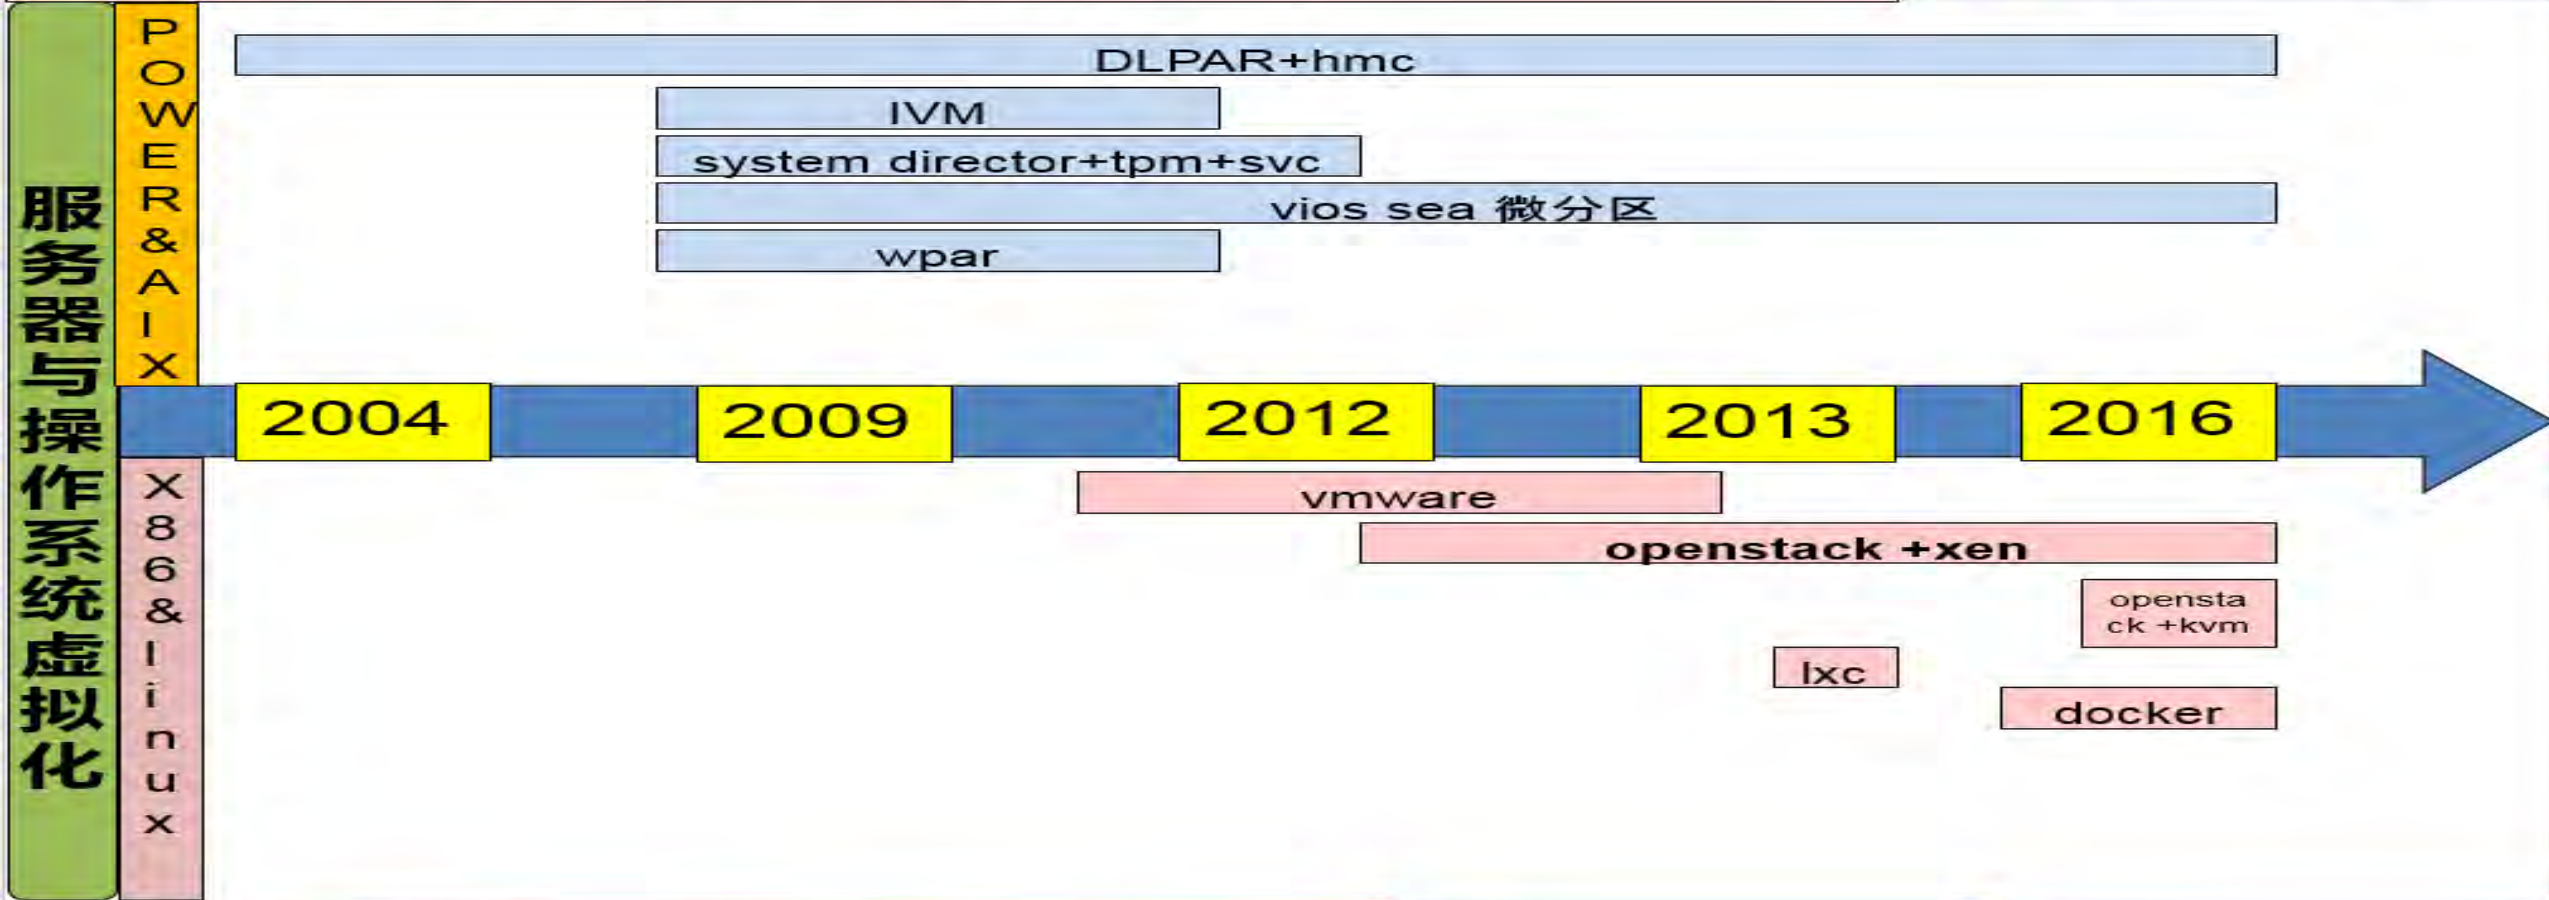 服务器与操作系统虚拟化
POWER&AIX
DLPAR+hmc
IVM
system director+tpm+svc
vios sea 微分区
wpar
2004
2009
2012
2013
2016
X86&linux
vmware
openstack +xen
opensta
ck +kvm
lxc
docker